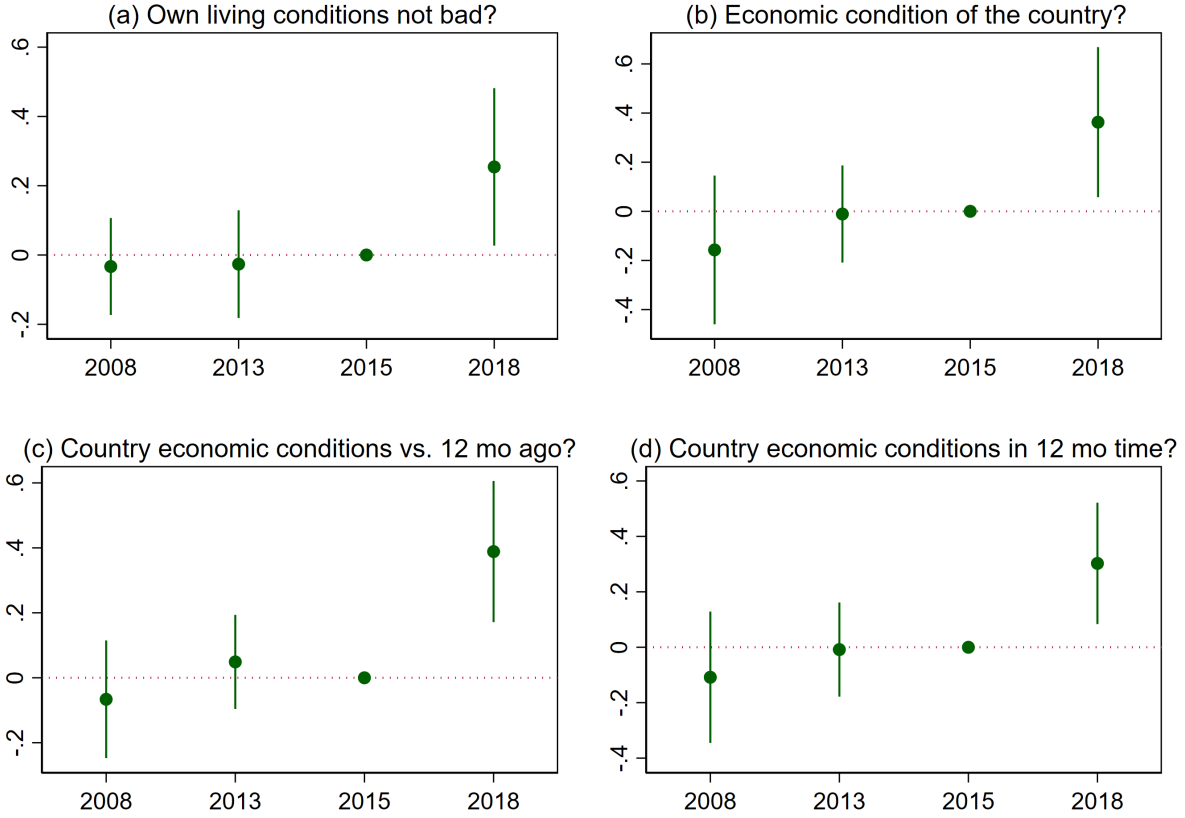 (a) Own living conditions not bad?
.6
.4
.2
0
-.2
2008 2013 2015 2018
(b) Economic condition of the country?
.6
.4
.2
0
-.2
-.4
2008 2013 2015 2018
(c) Country economic conditions vs. 12 mo ago?
.6
.4
.2
0
-.2
2008 2013 2015 2018
(d) Country economic conditions in 12 mo time?
.6
.4
.2
0
-.2
-.4
2008 2013 2015 2018